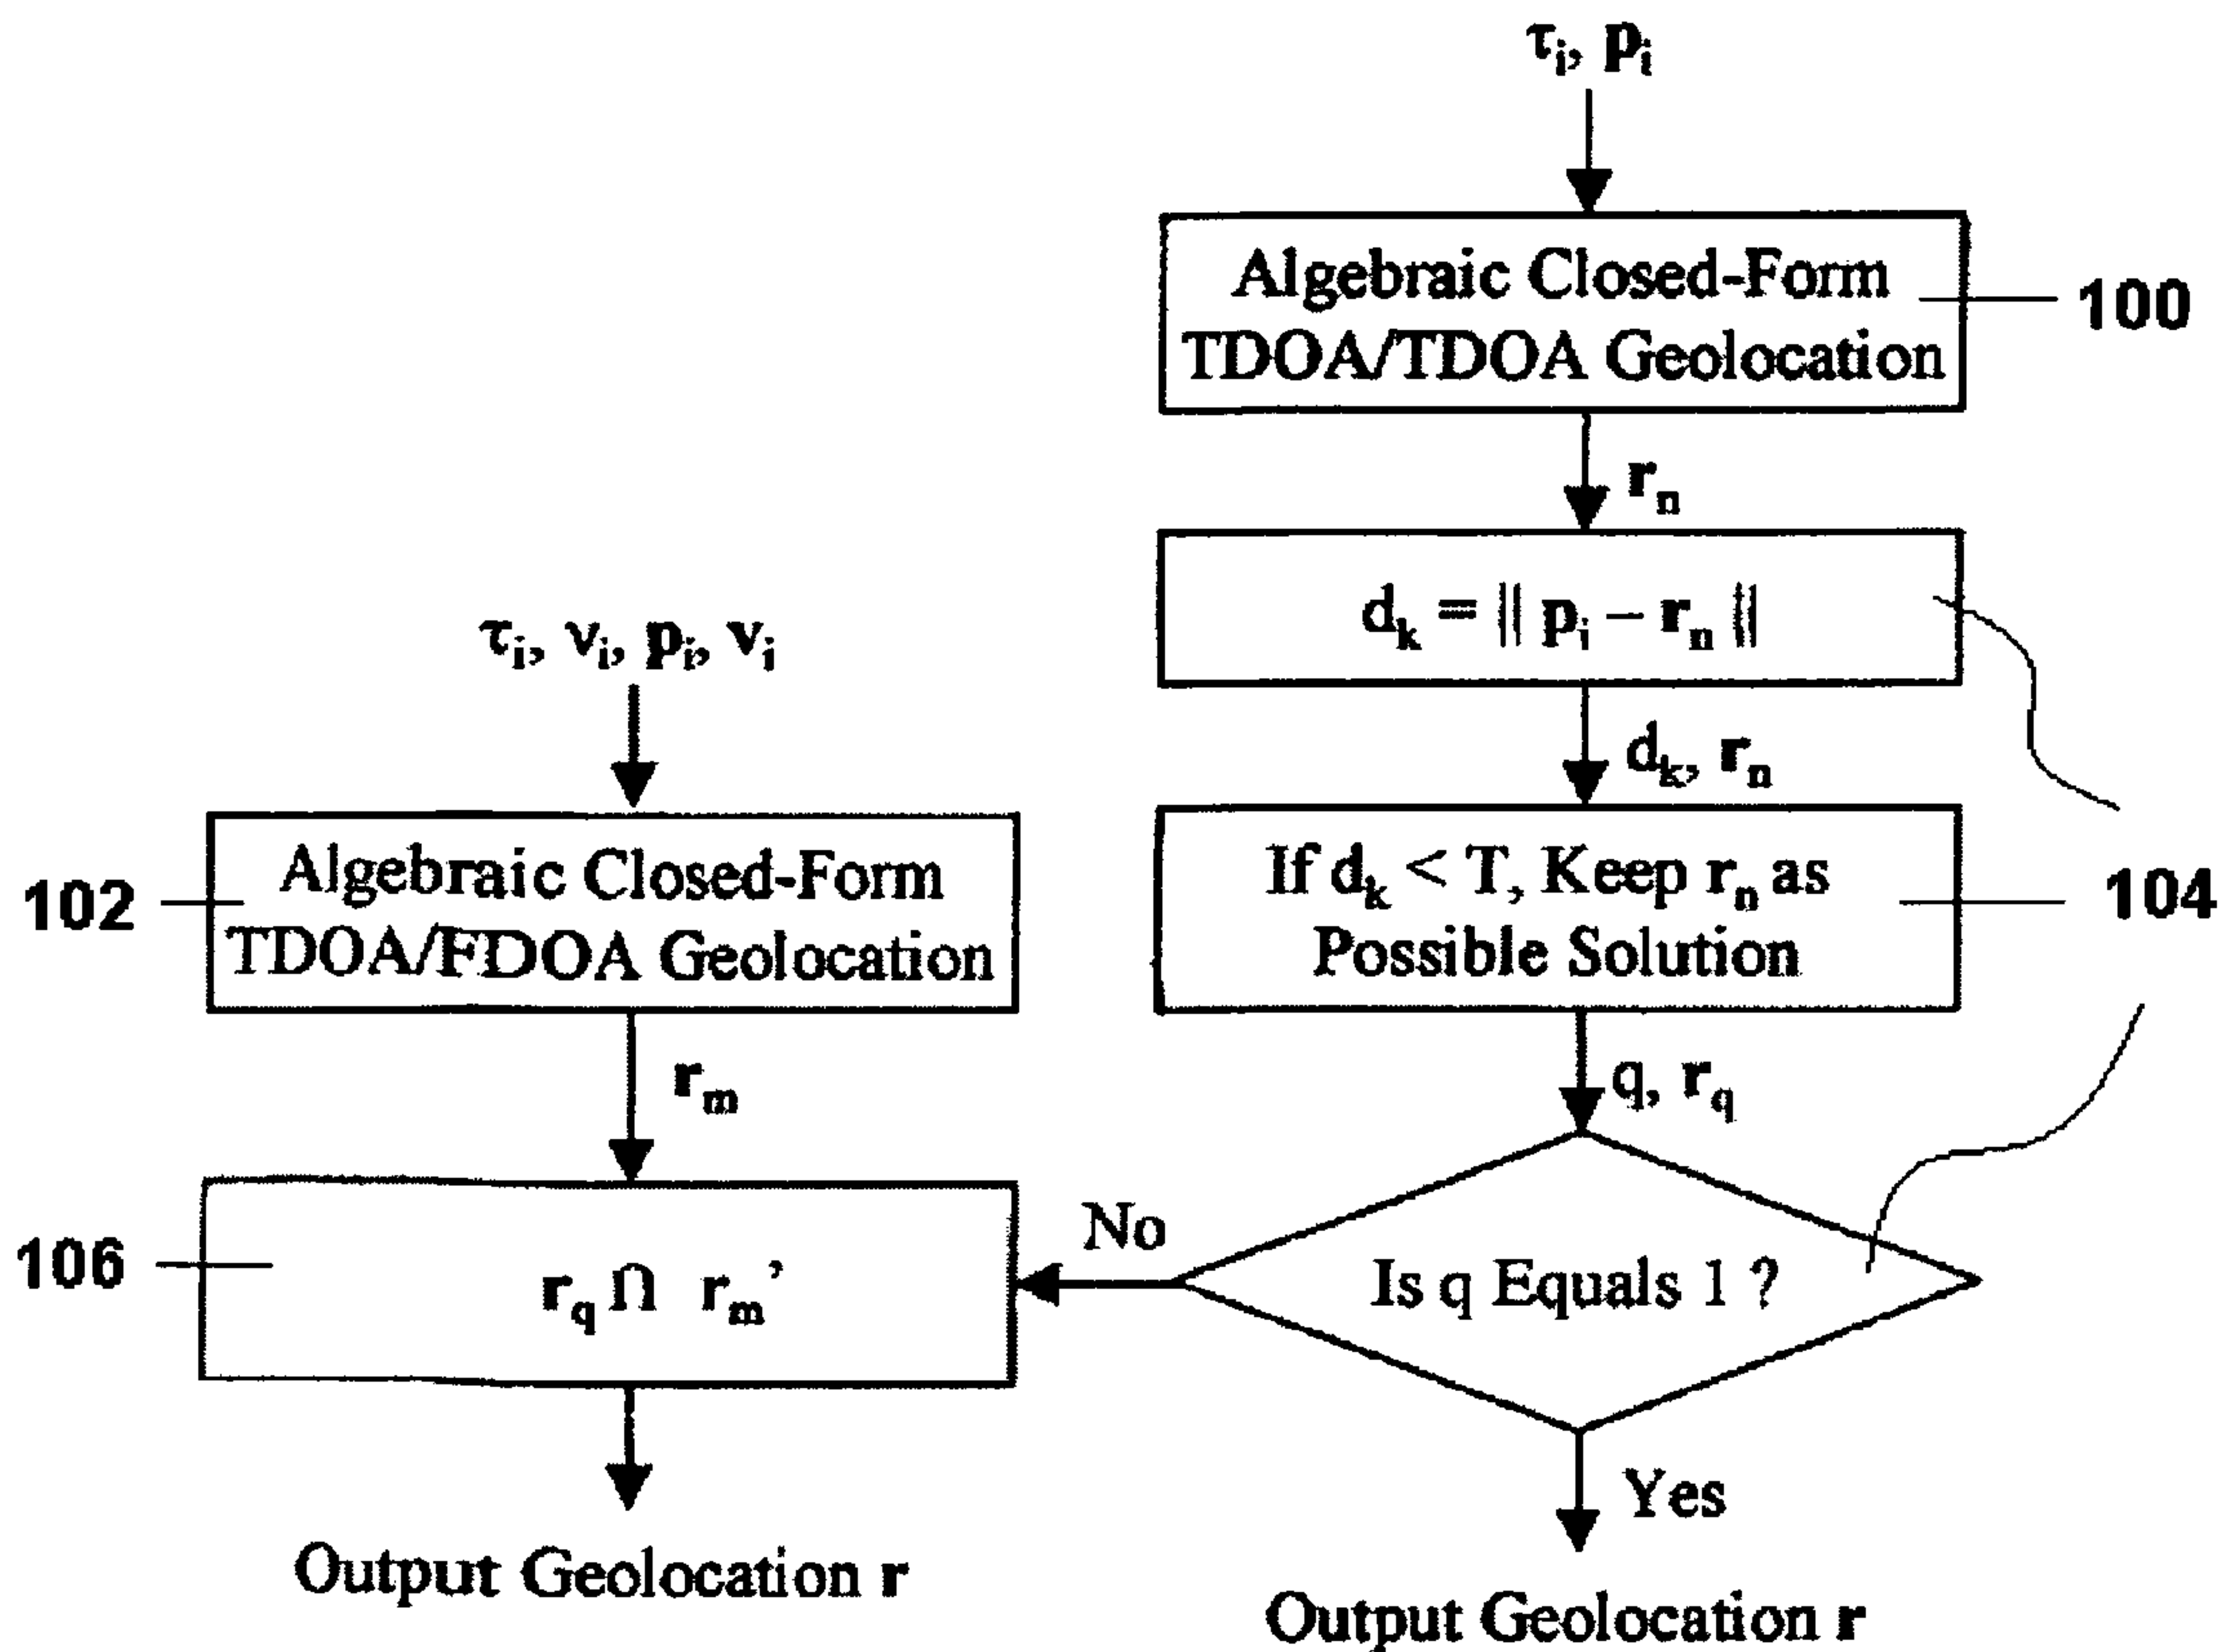 τi, pi
Algebraic Closed-Form
TDOA/TDOA Geolocation
100
rn
dk = || pi – rn ||
τi, νi, pi, vi
dk, rn
Algebraic Closed-Form
TDOA/FDOA Geolocation
102
If dk < T, Keep rn as
Possible Solution
104
rm
q, rq
106
rq ∩ rm’
No
Is q Equals 1 ?
Yes
Output Geolocation r
Output Geolocation r